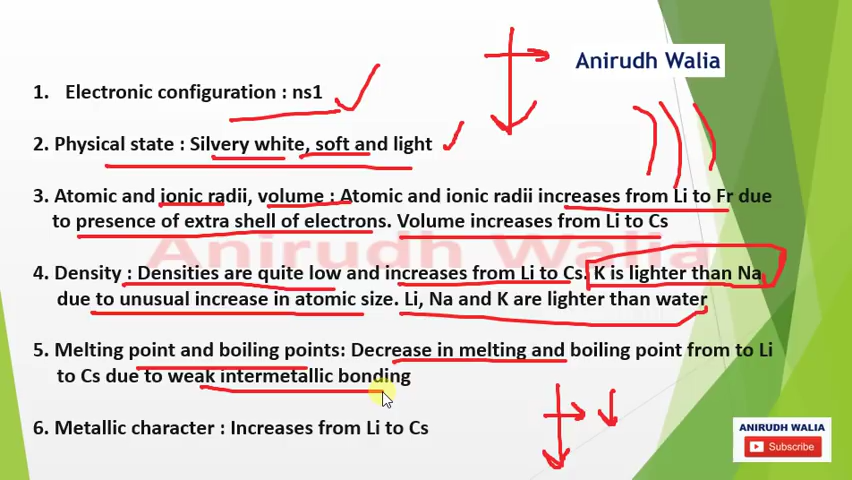 Anirudh Walia
1. Electronic configuration : ns1
2. Physical state : Silvery white, soft and light
3. Atomic and ionic radii, volume : Atomic and ionic radii increases from Li to Fr due
to presence of extra shell of electrons. Volume increases from Li to Cs
Anirudh Walia
4. Density : Densities are quite low and increases from Li to Cs. K is lighter than Na,
due to unusual increase in atomic size. Li, Na and K are lighter than water
5. Melting point and boiling points: Decrease in melting and boiling point from to Li
to Cs due to weak intermetallic bonding
6. Metallic character : Increases from Li to Cs
ANIRUDH WALIA
Subscribe